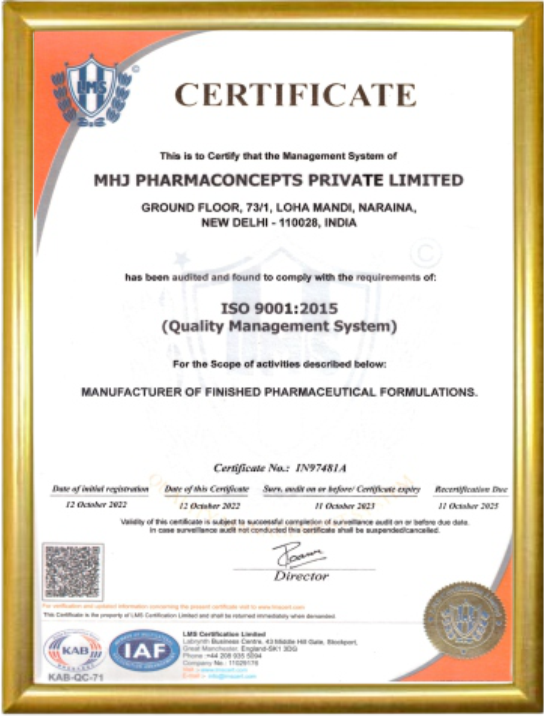 LMS
CERTIFICATE
This is to Certify that the Management System of
MHJ PHARMACONCEPTS PRIVATE LIMITED
GROUND FLOOR, 73/1, LOHA MANDI, NARAINA,
NEW DELHI - 110028, INDIA
has been audited and found to comply with the requirements of:
ISO 9001:2015
(Quality Management System)
For the Scope of activities described below:
MANUFACTURER OF FINISHED PHARMACEUTICAL FORMULATIONS.
Certificate No.: IN97481A
Date of initial registration Date of this Certificate Surv. audit on or before/ Certificate expiry Recertification Due
12 October 2022 12 October 2022 11 October 2023 11 October 2025
Validity of this certificate is subject to successful completion of surveillance audit on or before due date.
In case surveillance audit not conducted this certificate shall be suspended/cancelled.
Director
For verification and updated information concerning the present certificate visit to www.lmscert.com
This Certificate is the property of LMS Certification Limited and shall be returned immediately when demanded.
LMS Certification Limited
Labrynth Business Centre, 43 Middle Hill Gate, Stockport,
Great Manchester, England-SK1 3DG
Phone :+44 208 935 5094
Company No.: 11029178
KAB
IAF
KAB-QC-71